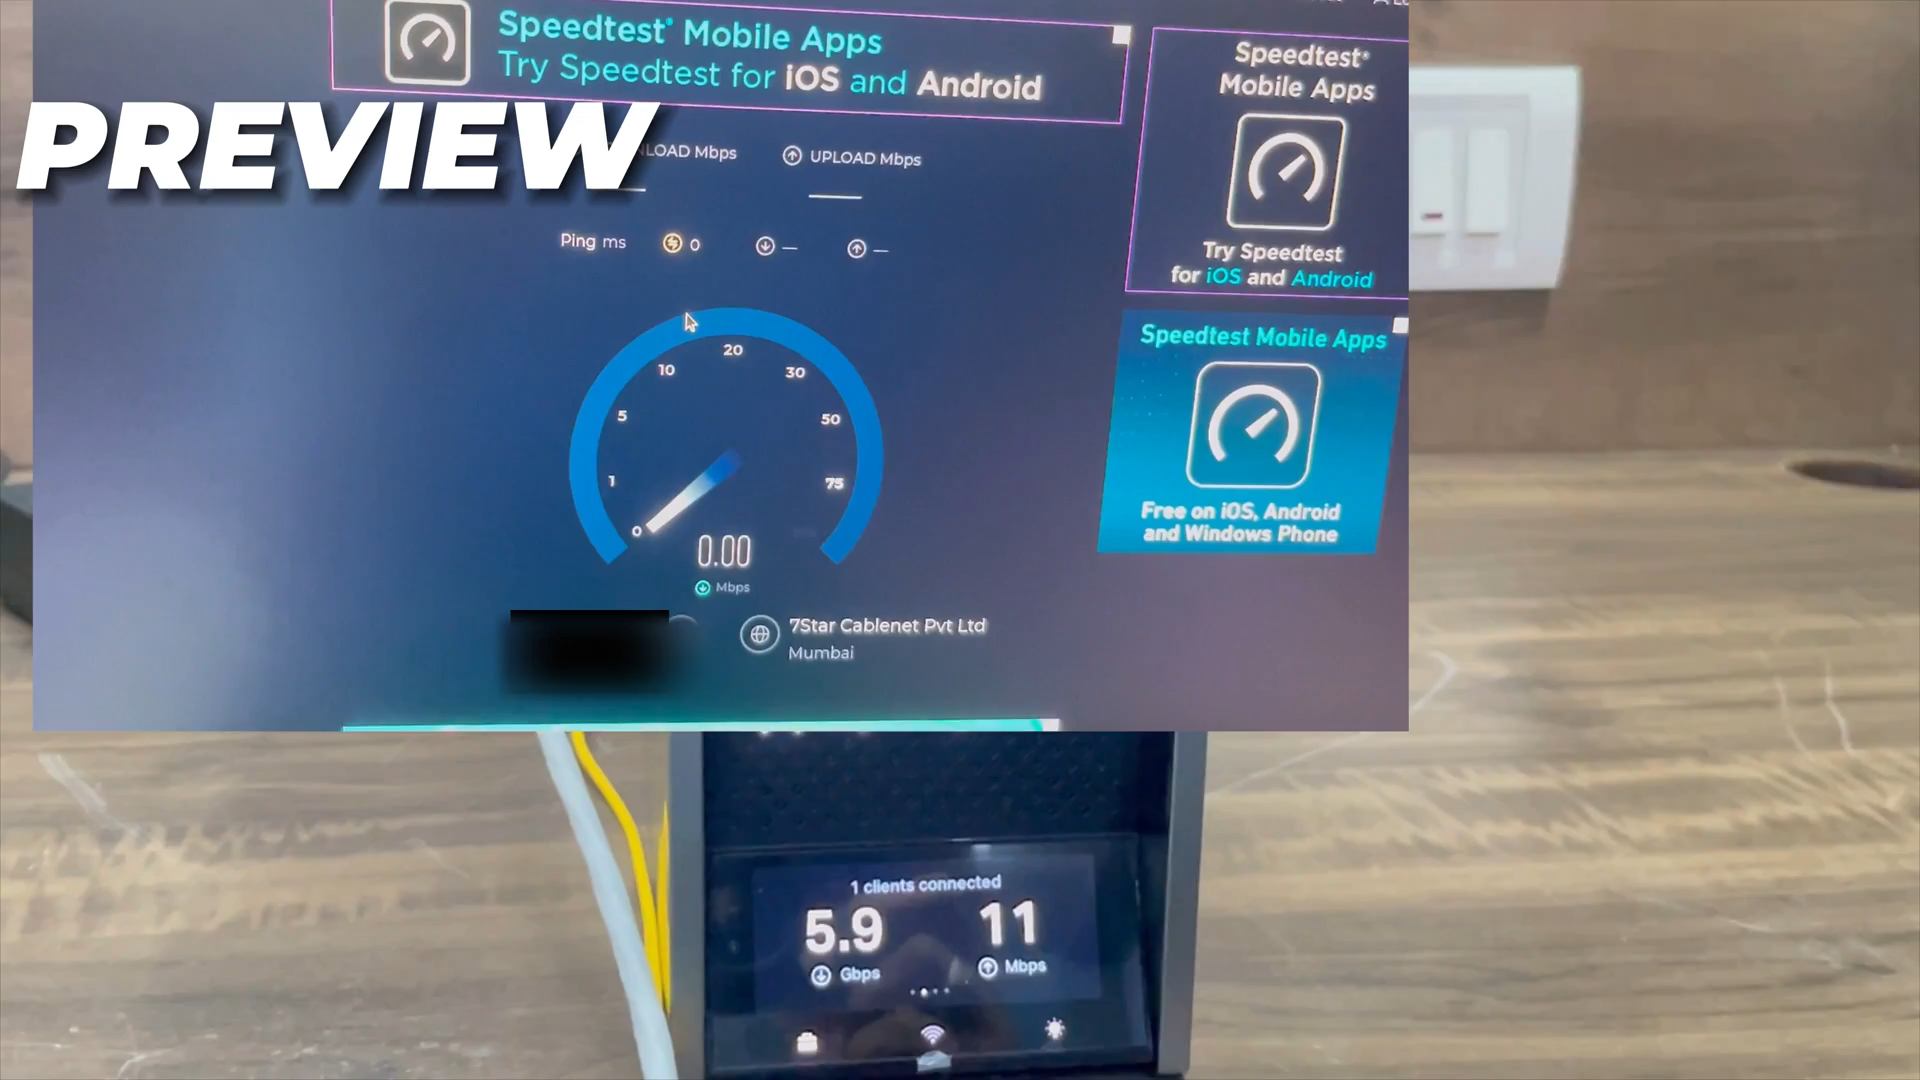 Speedtest® Mobile Apps
Try Speedtest for iOS and Android
PREVIEW
NLOAD Mbps
UPLOAD Mbps
Ping ms
0
—
—
0
1
5
10
20
30
50
75
0.00
Mbps
7Star Cablenet Pvt Ltd
Mumbai
Speedtest®
Mobile Apps
Try Speedtest
for iOS and Android
Speedtest Mobile Apps
Free on iOS, Android
and Windows Phone
1 clients connected
5.9
Gbps
11
Mbps